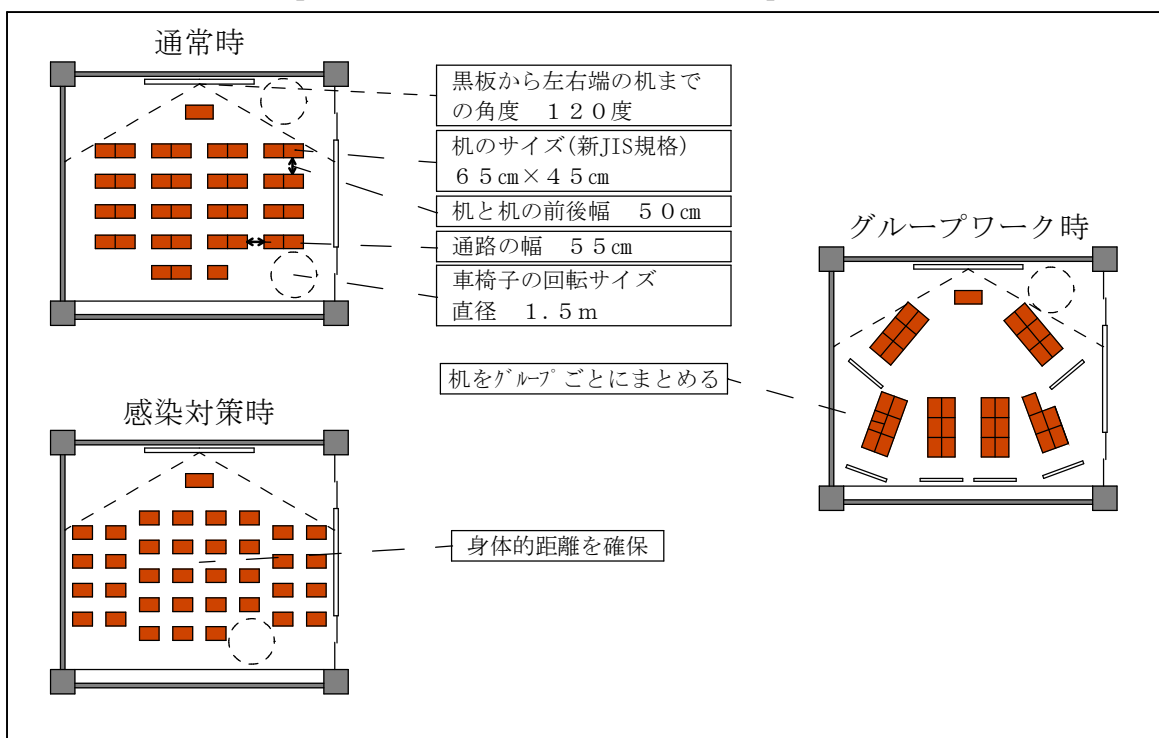 通常時
黒板から左右端の机まで
の角度 120度
机のサイズ(新JIS規格)
65㎝×45㎝
机と机の前後幅 50㎝
通路の幅 55㎝
車椅子の回転サイズ
直径 1.5m
グループワーク時
机をグループごとにまとめる
感染対策時
身体的距離を確保